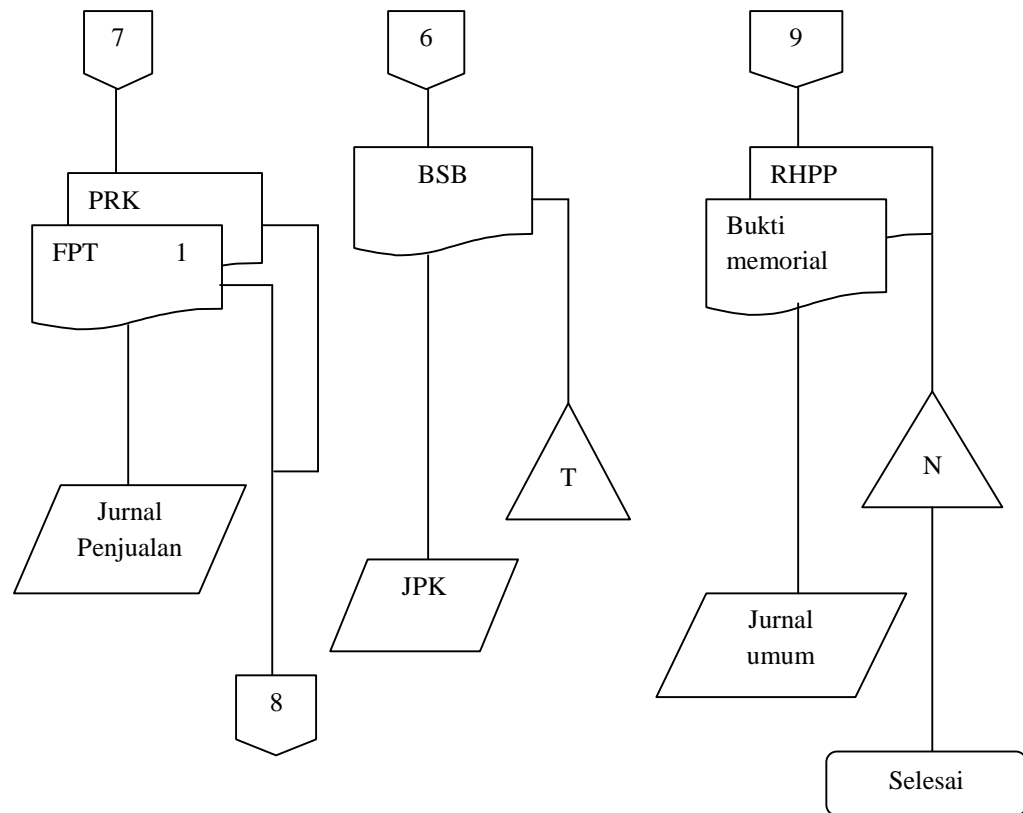 7
6
9
PRK
FPT 1
BSB
RHPP
Bukti
memorial
Jurnal
Penjualan
T
N
JPK
Jurnal
umum
8
Selesai